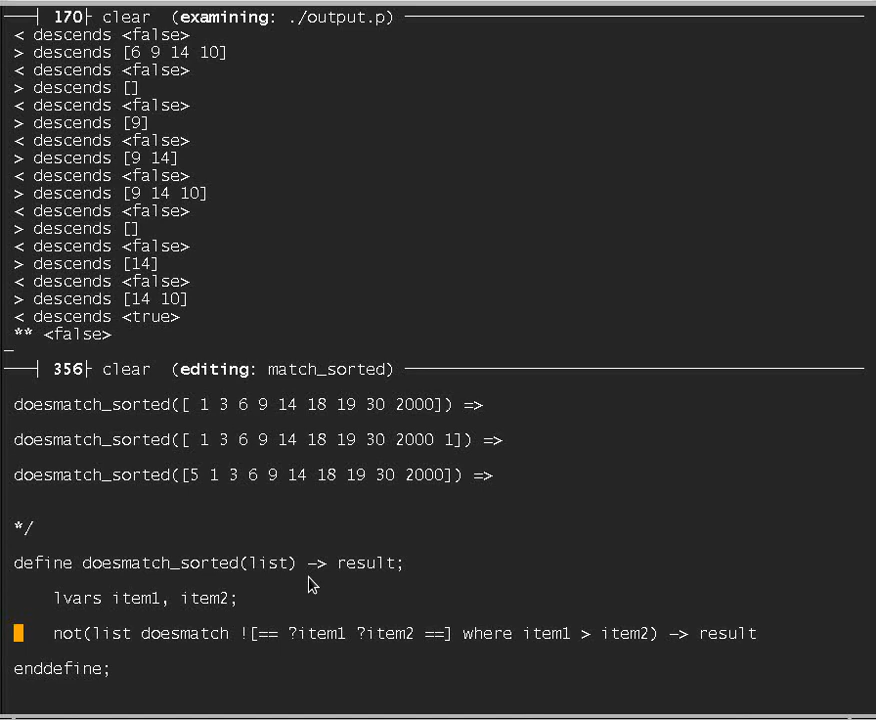 170 clear (examining: ./output.p)
< descends <false>
> descends [6 9 14 10]
< descends <false>
> descends []
< descends <false>
> descends [9]
< descends <false>
> descends [9 14]
< descends <false>
> descends [9 14 10]
< descends <false>
> descends []
< descends <false>
> descends [14]
< descends <false>
> descends [14 10]
< descends <true>
** <false>
356 clear (editing: match_sorted)
doesmatch_sorted([ 1 3 6 9 14 18 19 30 2000]) =>
doesmatch_sorted([ 1 3 6 9 14 18 19 30 2000 1]) =>
doesmatch_sorted([5 1 3 6 9 14 18 19 30 2000]) =>
*/
define doesmatch_sorted(list) -> result;
lvars item1, item2;
not(list doesmatch ![== ?item1 ?item2 ==] where item1 > item2) -> result
enddefine;